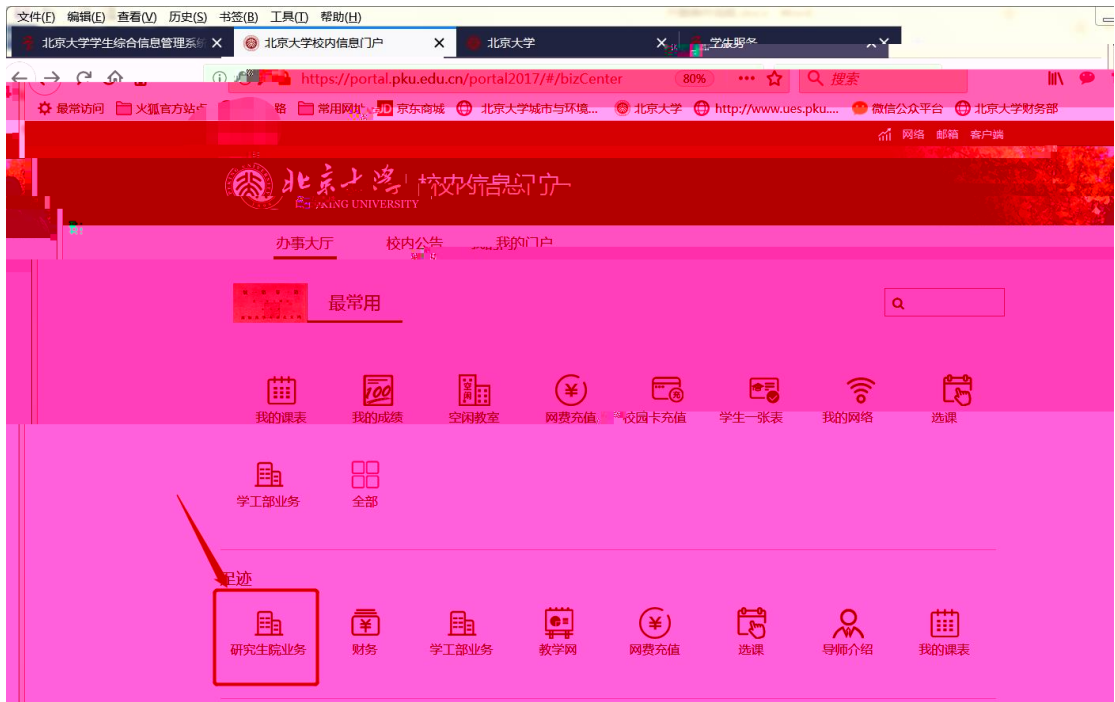 文件(F) 编辑(E) 查看(V) 历史(S) 书签(B) 工具(T) 帮助(H)
北京大学学生综合信息管理系统 北京大学校内信息门户 北京大学
https://portal.pku.edu.cn/portal2017/#/bizCenter 80% 搜索
最常访问 火狐官方站点 常用网址 JD 京东商城 北京大学城市与环境... 北京大学 http://www.ues.pku.... 微信公众平台 北京大学财务部
网络 邮箱 客户端
北京大学 校内信息门户
PEKING UNIVERSITY
办事大厅 校内公告 我的门户
最常用
100
我的课表 我的成绩 空闲教室 网费充值 校园卡充值 学生一张表 我的网络 选课
学工部业务 全部
足迹
研究生院业务 财务 学工部业务 教学网 网费充值 选课 导师介绍 我的课表